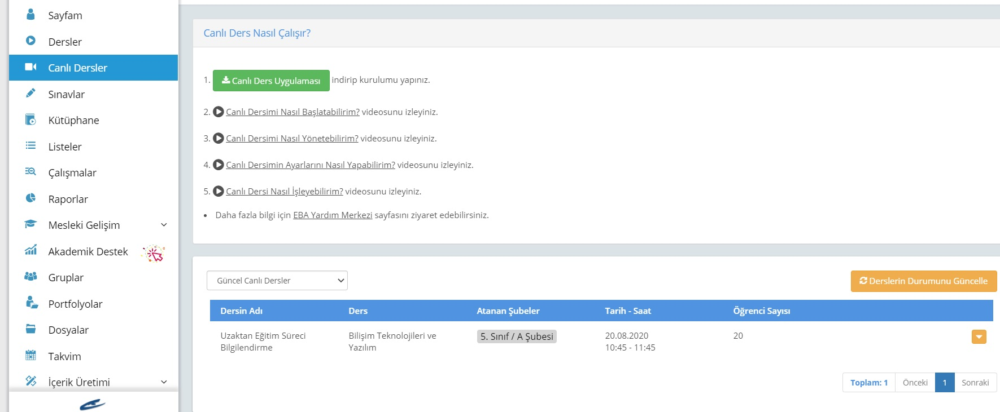 Sayfam
Dersler
Canlı Dersler
Sınavlar
Kütüphane
Listeler
Çalışmalar
Raporlar
Mesleki Gelişim
Akademik Destek
Gruplar
Portfolyolar
Dosyalar
Takvim
İçerik Üretimi
Canlı Ders Nasıl Çalışır?
1. Canlı Ders Uygulaması indirip kurulumu yapınız.
2. Canlı Dersimi Nasıl Başlatabilirim? videosunu izleyiniz.
3. Canlı Dersimi Nasıl Yönetebilirim? videosunu izleyiniz.
4. Canlı Dersimin Ayarlarını Nasıl Yapabilirim? videosunu izleyiniz.
5. Canlı Dersi Nasıl İşleyebilirim? videosunu izleyiniz.
• Daha fazla bilgi için EBA Yardım Merkezi sayfasını ziyaret edebilirsiniz.
Güncel Canlı Dersler
Derslerin Durumunu Güncelle
Dersin Adı Ders Atanan Şubeler Tarih - Saat Öğrenci Sayısı
Uzaktan Eğitim Süreci Bilişim Teknolojileri ve 5. Sınıf / A Şubesi 20.08.2020 20
Bilgilendirme Yazılım 10:45 - 11:45
Toplam: 1 Önceki 1 Sonraki